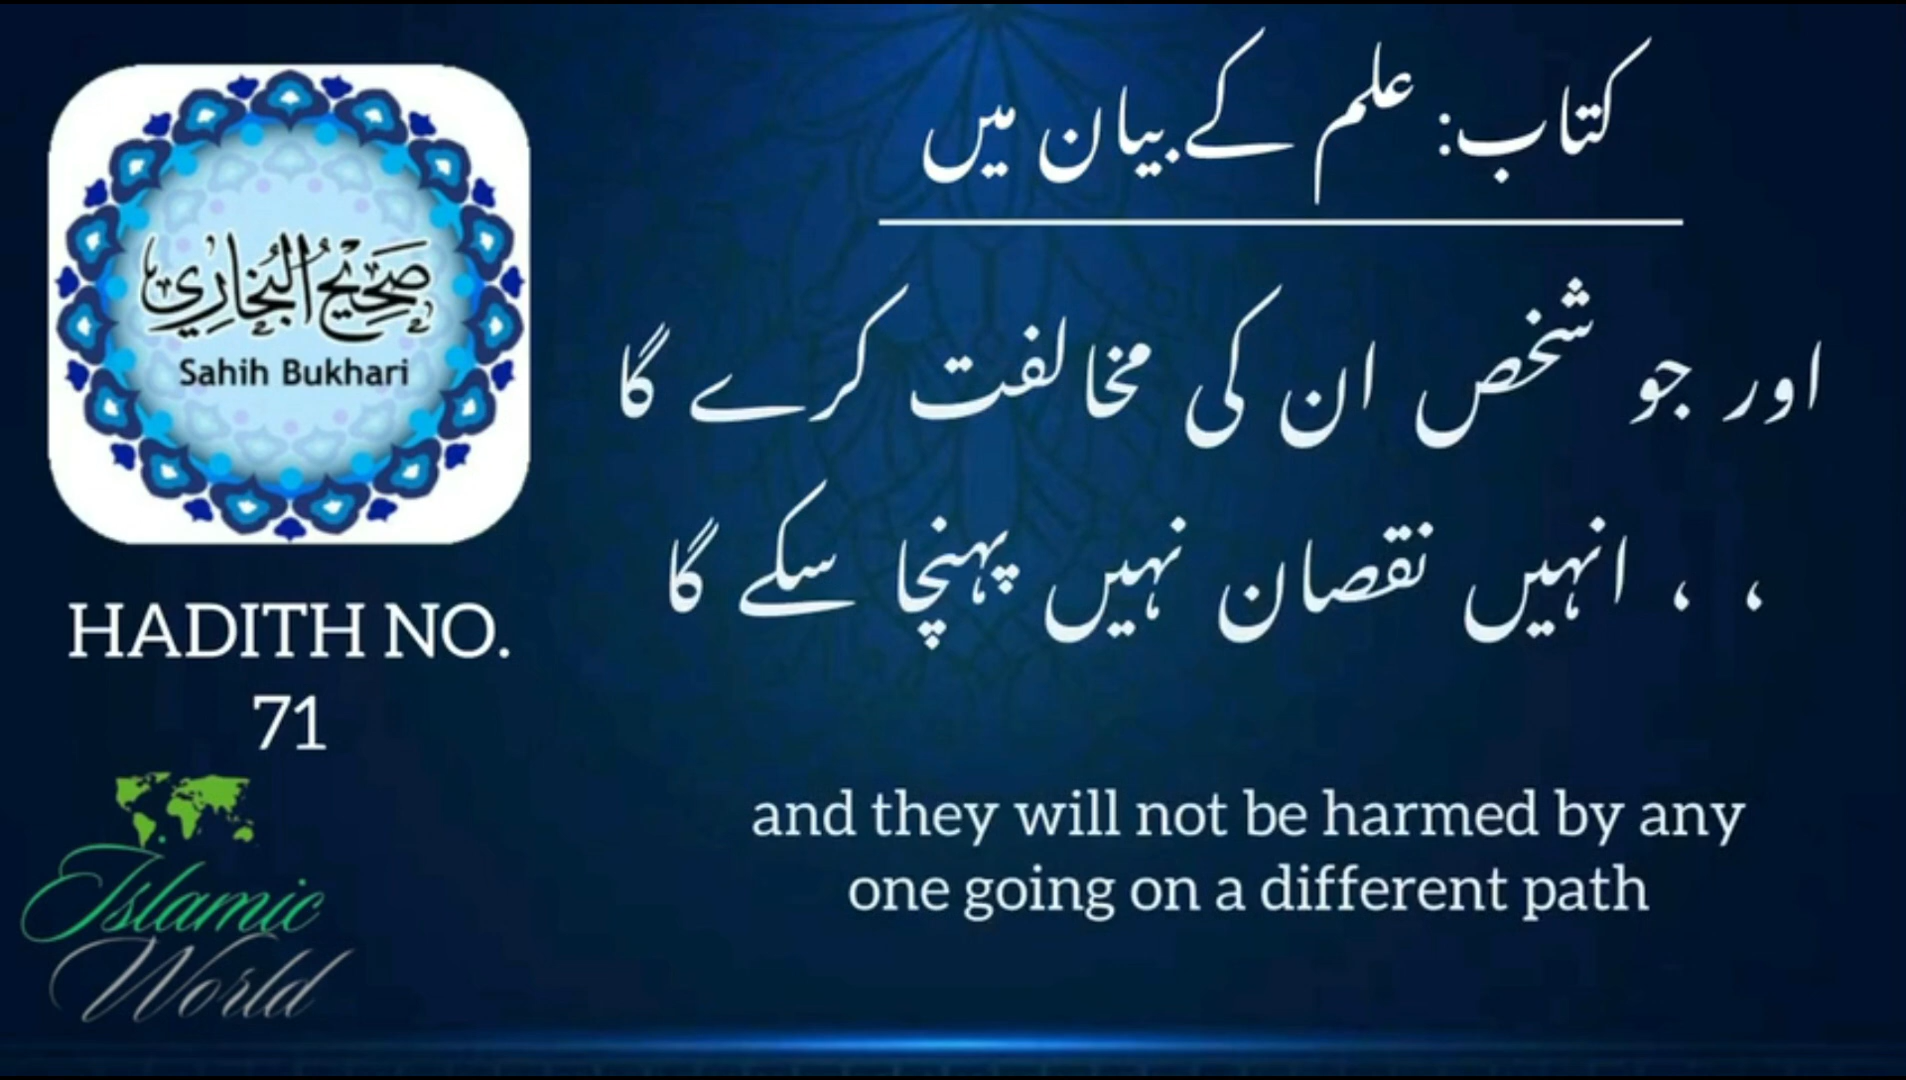 کتاب: علم کے بیان میں
صَحِيْحُ الْبُخَارِي
Sahih Bukhari
اور جو شخص ان کی مخالفت کرے گا
، ، انہیں نقصان نہیں پہنچا سکے گا
HADITH NO.
71
and they will not be harmed by any
one going on a different path
Islamic
World